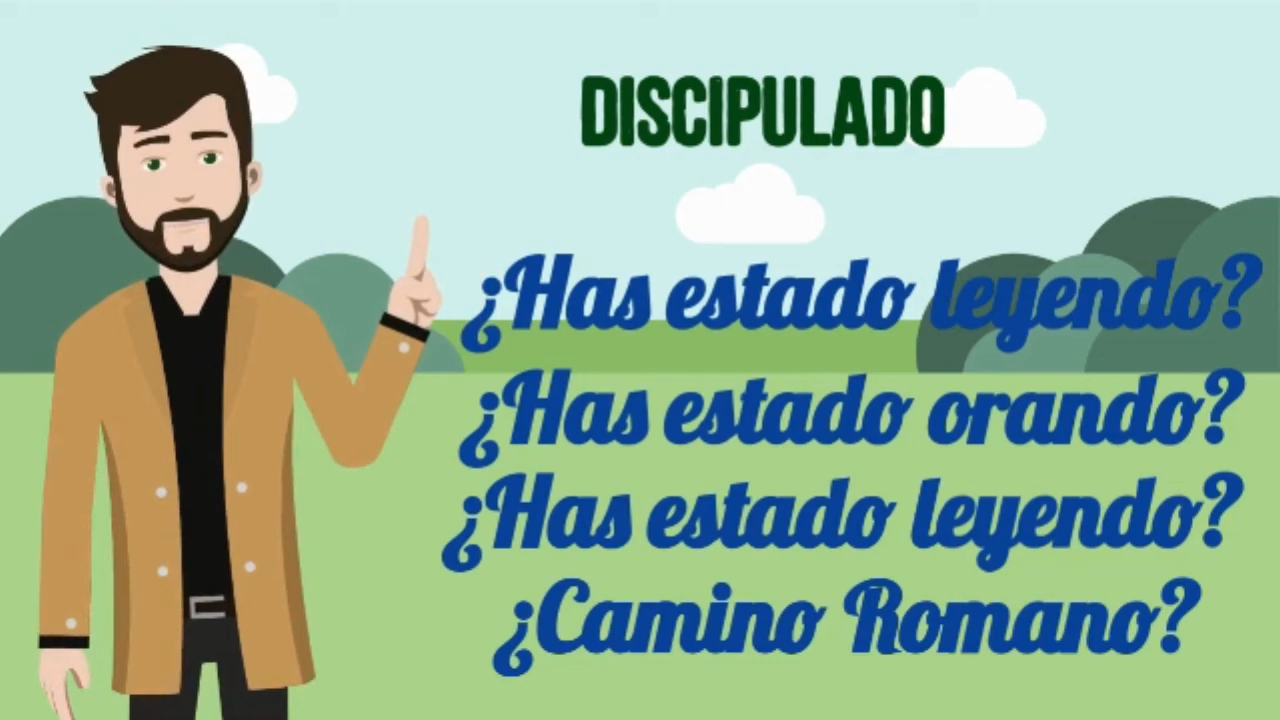 DISCIPULADO
¿Has estado leyendo?
¿Has estado orando?
¿Has estado leyendo?
¿Camino Romano?